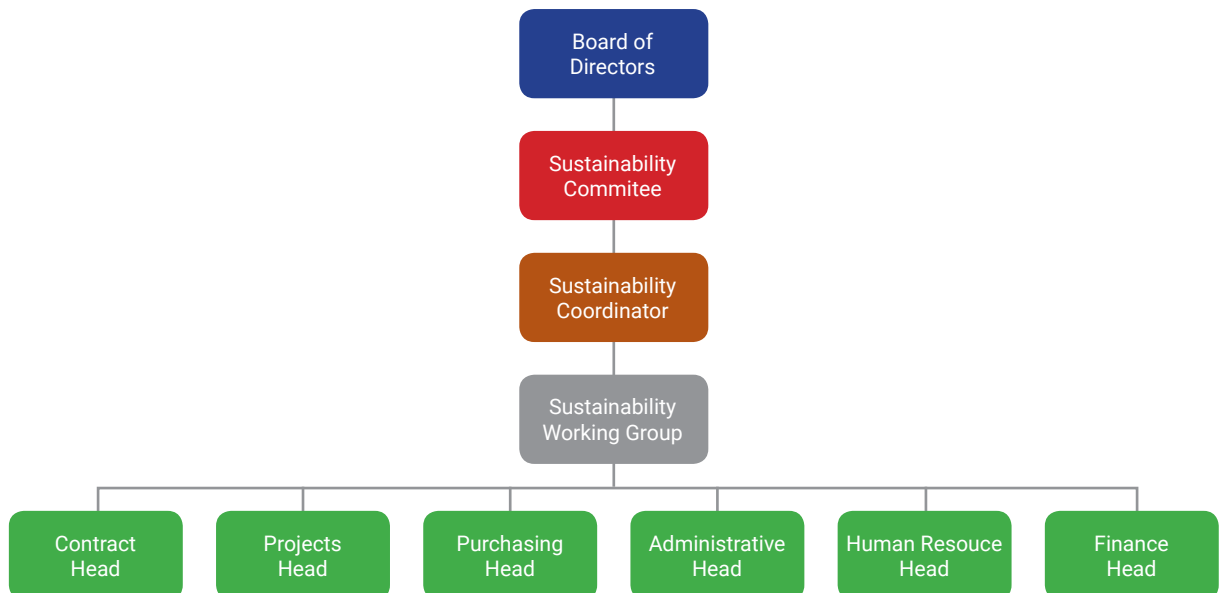 Board of
Directors
Sustainability
Commitee
Sustainability
Coordinator
Sustainability
Working Group
Contract
Head
Projects
Head
Purchasing
Head
Administrative
Head
Human Resouce
Head
Finance
Head